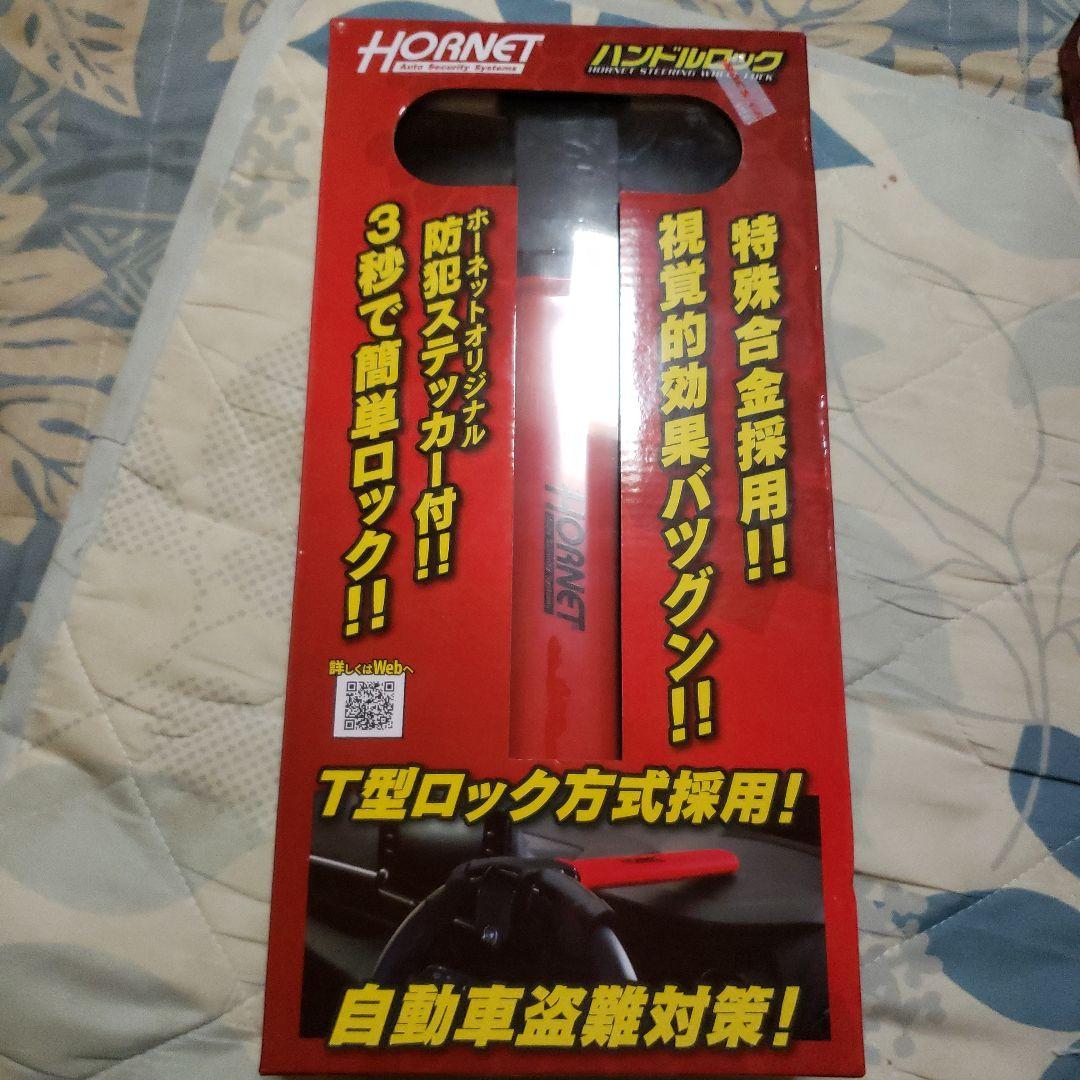 HORNET
Auto Security Systems
ハンドルロック
HORNET STEERING WHEEL LOCK
特殊合金採用!!
視覚的効果バツグン!!
ホーネットオリジナル
防犯ステッカー付!!
3秒で簡単ロック!!
HORNET
詳しくはWebへ
T型ロック方式採用!
自動車盗難対策!